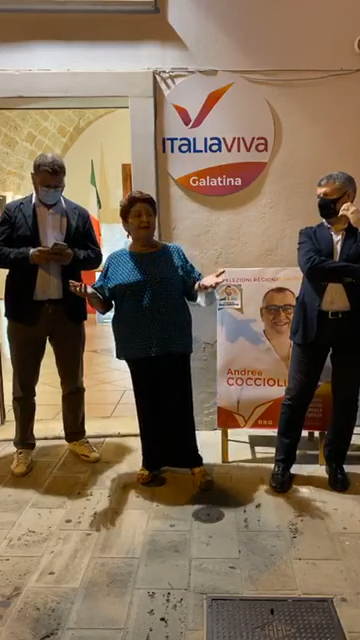 ITALIAVIVA
Galatina
ELEZIONI REGIONALI
Andrea
COCCIOLI